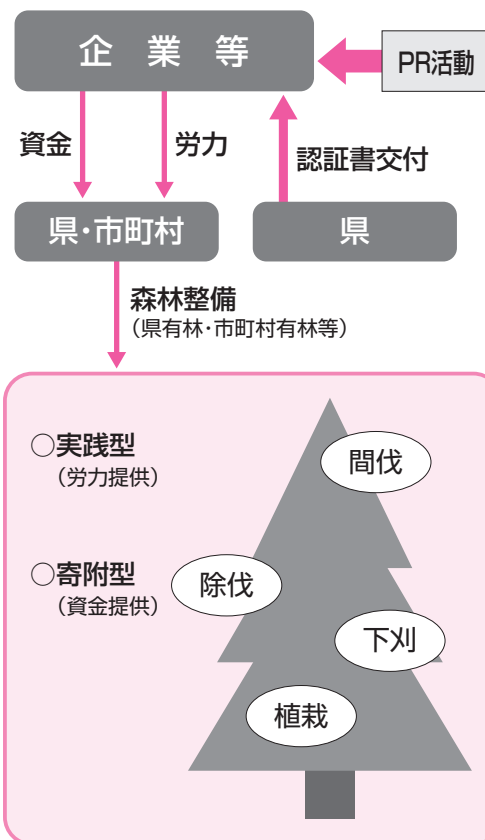 企業等
PR活動
資金
労力
認証書交付
県・市町村
県
森林整備
（県有林・市町村有林等）
○実践型
（労力提供）
間伐
○寄附型
（資金提供）
除伐
下刈
植栽